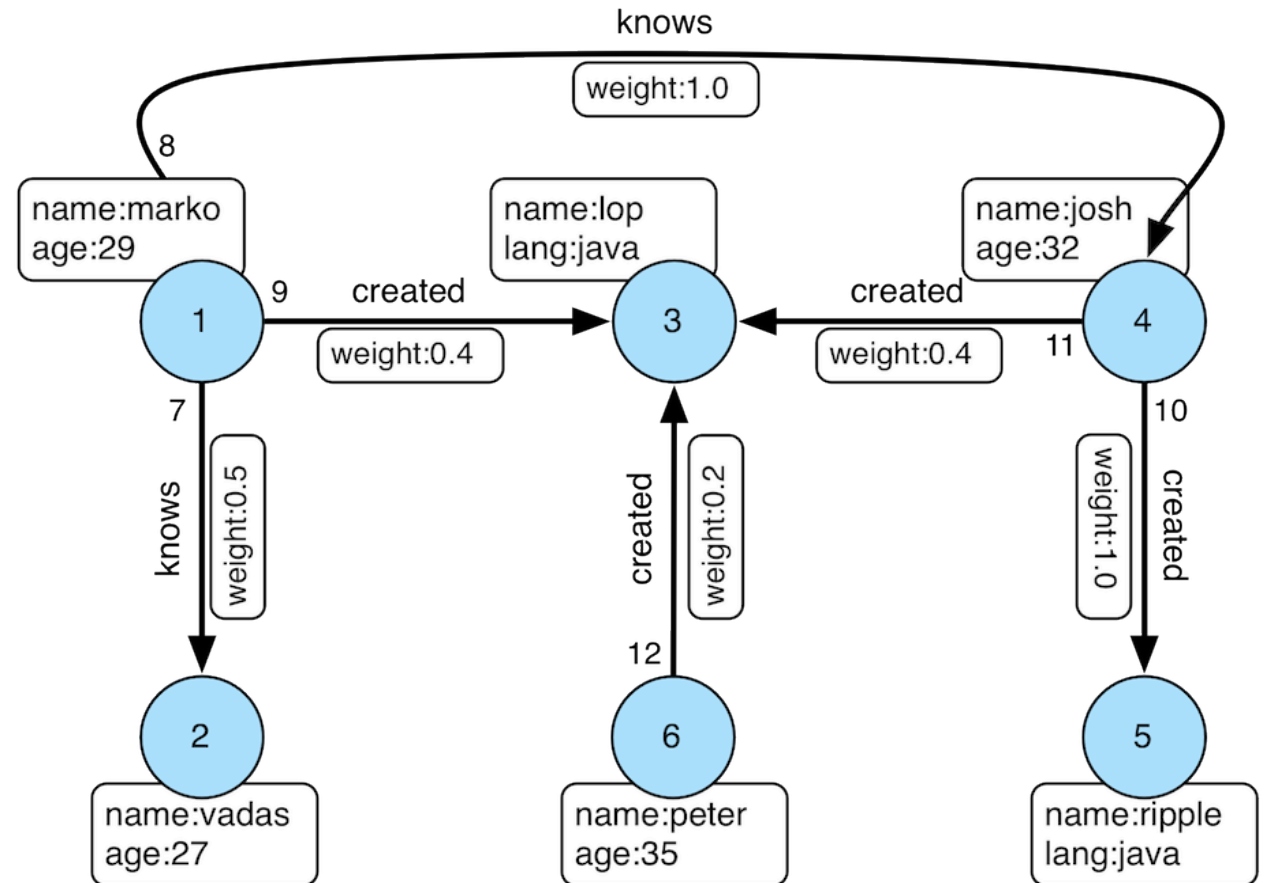 knows
weight:1.0
8
name:marko
age:29
name:lop
lang:java
name:josh
age:32
1
9
created
weight:0.4
3
created
weight:0.4
11
4
7
knows
weight:0.5
created
weight:0.2
12
10
weight:1.0
created
2
name:vadas
age:27
6
name:peter
age:35
5
name:ripple
lang:java